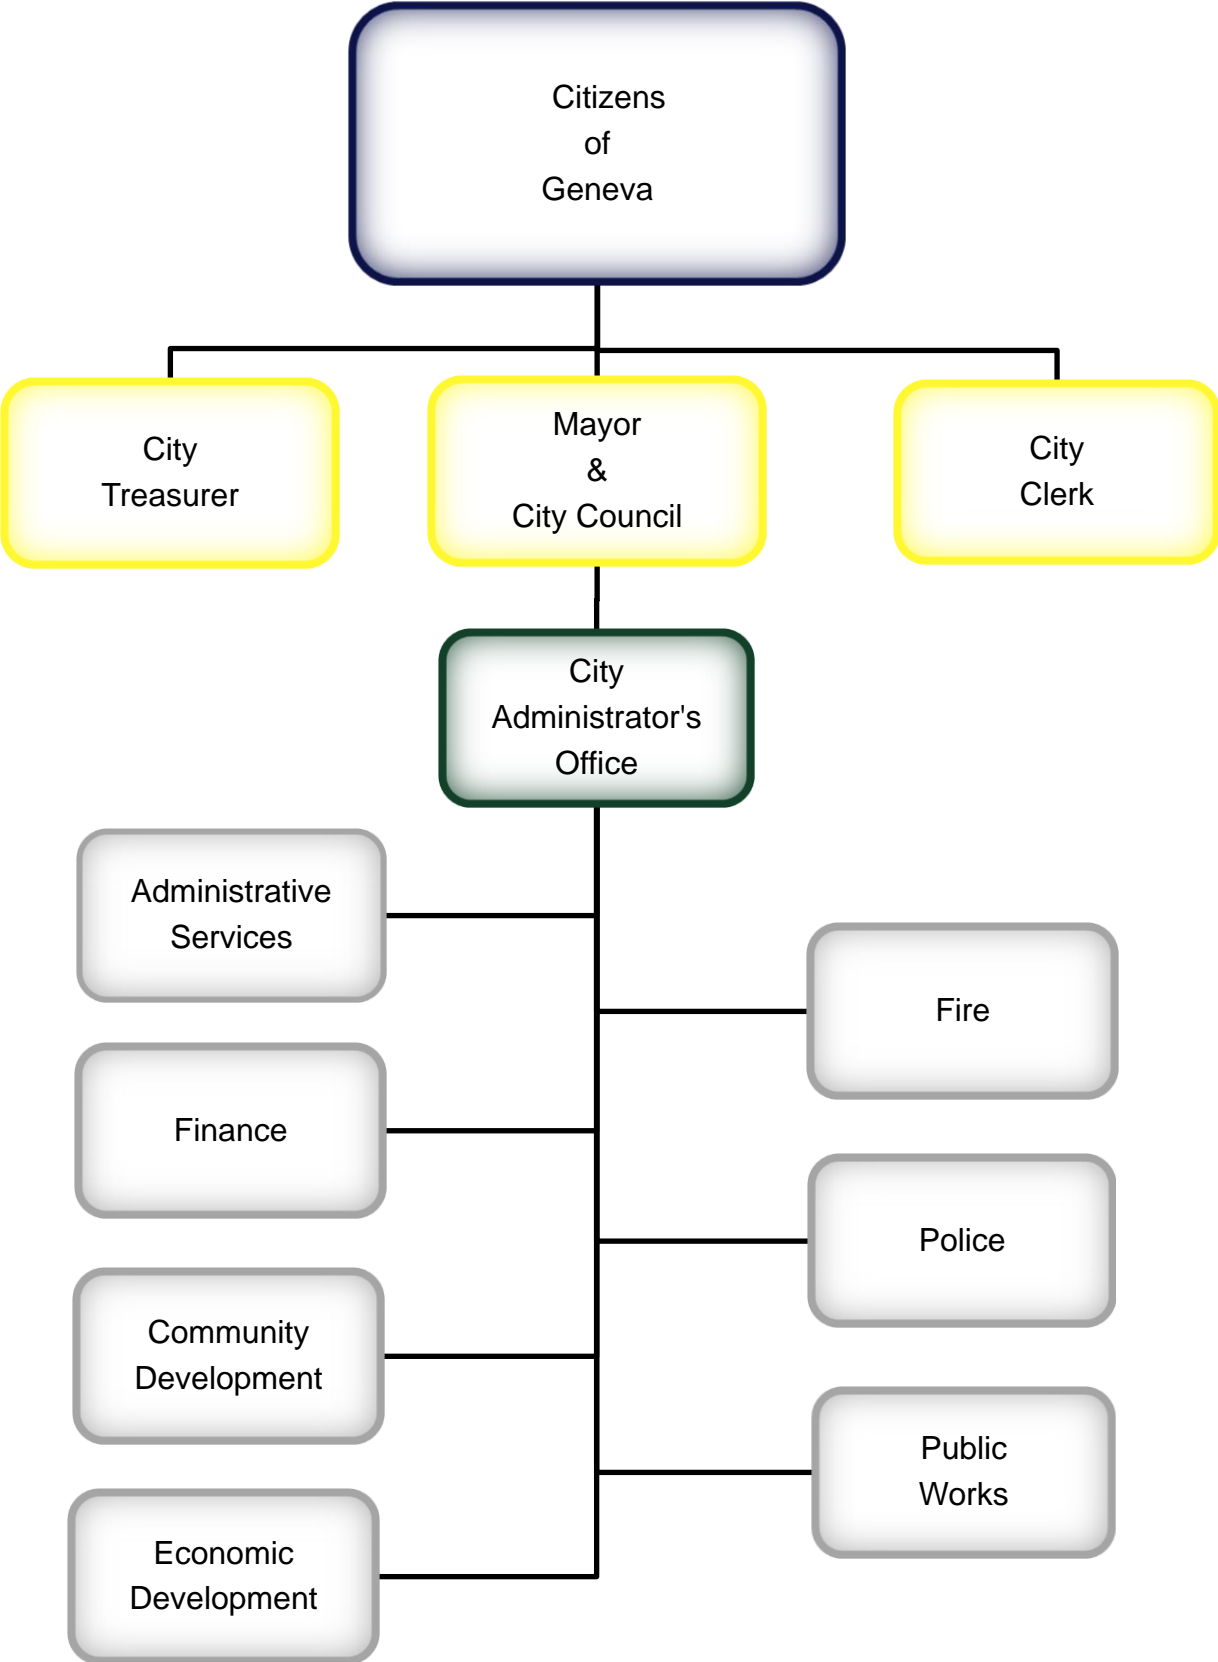 Citizens
of
Geneva
City
Treasurer
Mayor
&
City Council
City
Clerk
City
Administrator's
Office
Administrative
Services
Fire
Finance
Police
Community
Development
Public
Works
Economic
Development